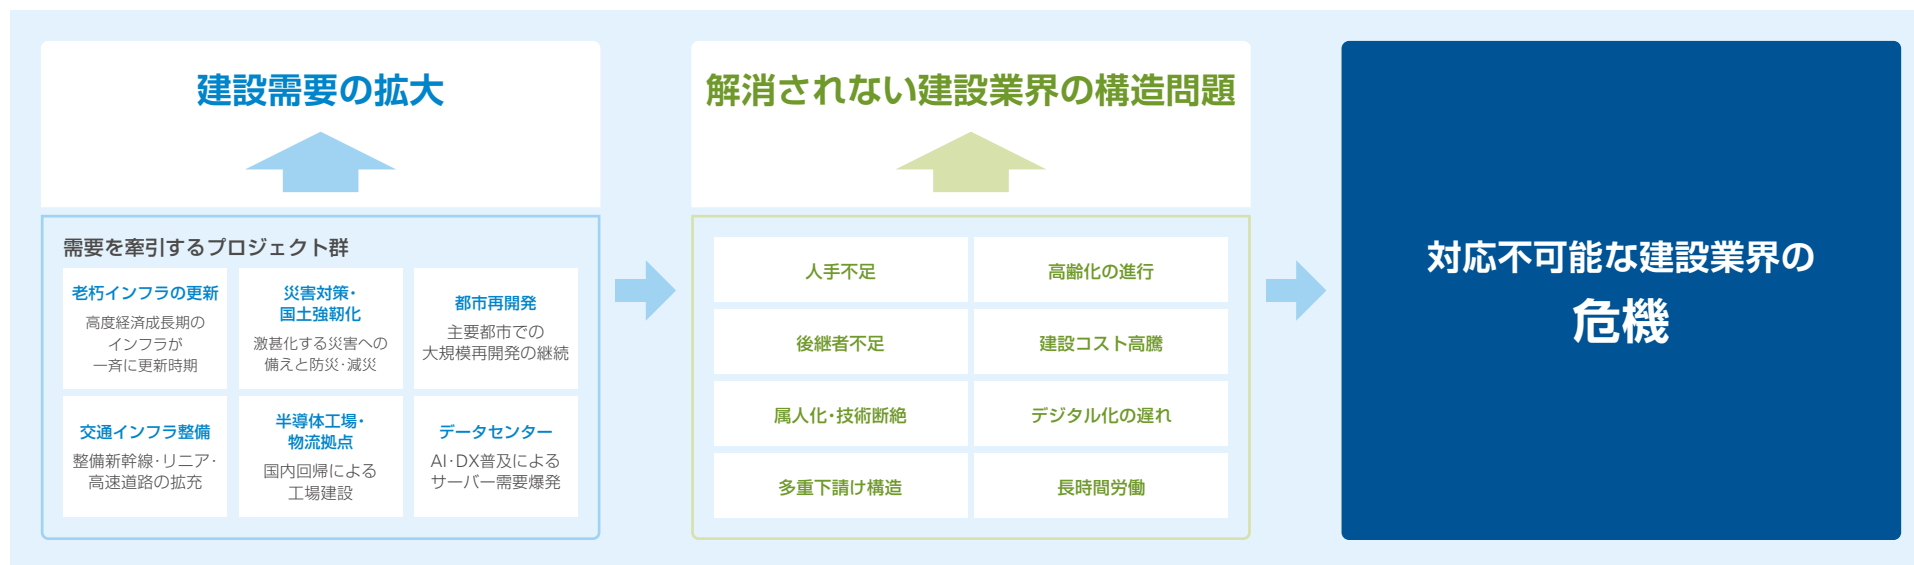 建設需要の拡大
需要を牽引するプロジェクト群
老朽インフラの更新
高度経済成長期の
インフラが
一斉に更新時期
災害対策・
国土強靭化
激甚化する災害への
備えと防災・減災
都市再開発
主要都市での
大規模再開発の継続
交通インフラ整備
整備新幹線・リニア・
高速道路の拡充
半導体工場・
物流拠点
国内回帰による
工場建設
データセンター
AI・DX普及による
サーバー需要爆発
解消されない建設業界の構造問題
人手不足
高齢化の進行
後継者不足
建設コスト高騰
属人化・技術断絶
デジタル化の遅れ
多重下請け構造
長時間労働
対応不可能な建設業界の
危機